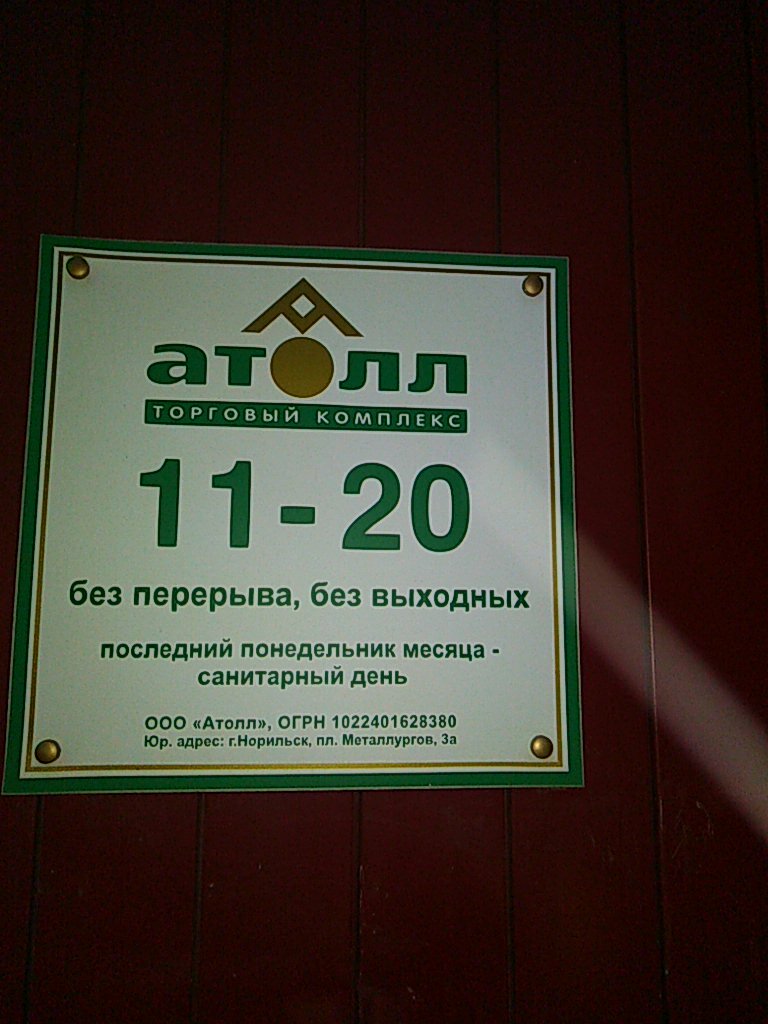 атолл
ТОРГОВЫЙ КОМПЛЕКС
11-20
без перерыва, без выходных
последний понедельник месяца -
санитарный день
ООО «Атолл», ОГРН 1022401628380
Юр. адрес: г.Норильск, пл. Металлургов, 3а